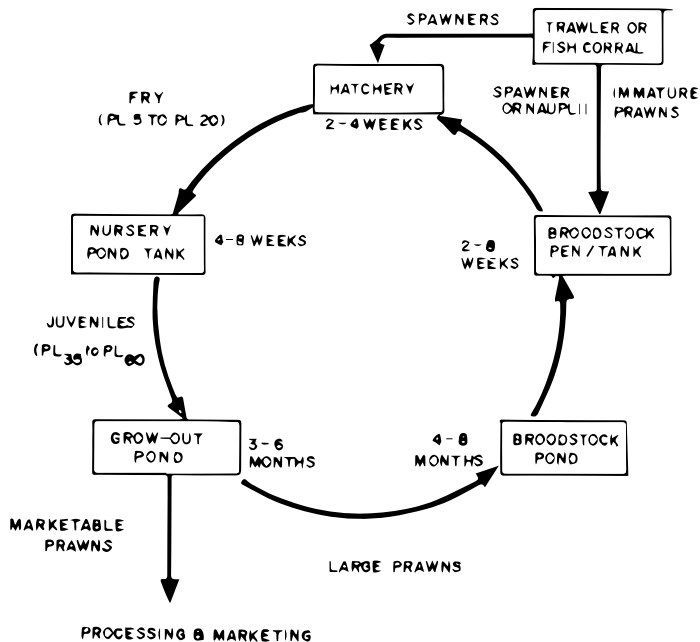 SPAWNERS
TRAWLER OR
FISH CORRAL
HATCHERY
2-4 WEEKS
SPAWNER
OR NAUPLII
IMMATURE
PRAWNS
FRY
(PL 5 TO PL 20)
NURSERY
POND TANK
4-8 WEEKS
2-8
WEEKS
BROODSTOCK
PEN/TANK
JUVENILES
(PL35 to PL60
GROW-OUT
POND
3-6
MONTHS
4-8
MONTHS
BROODSTOCK
POND
MARKETABLE
PRAWNS
LARGE PRAWNS
PROCESSING & MARKETING